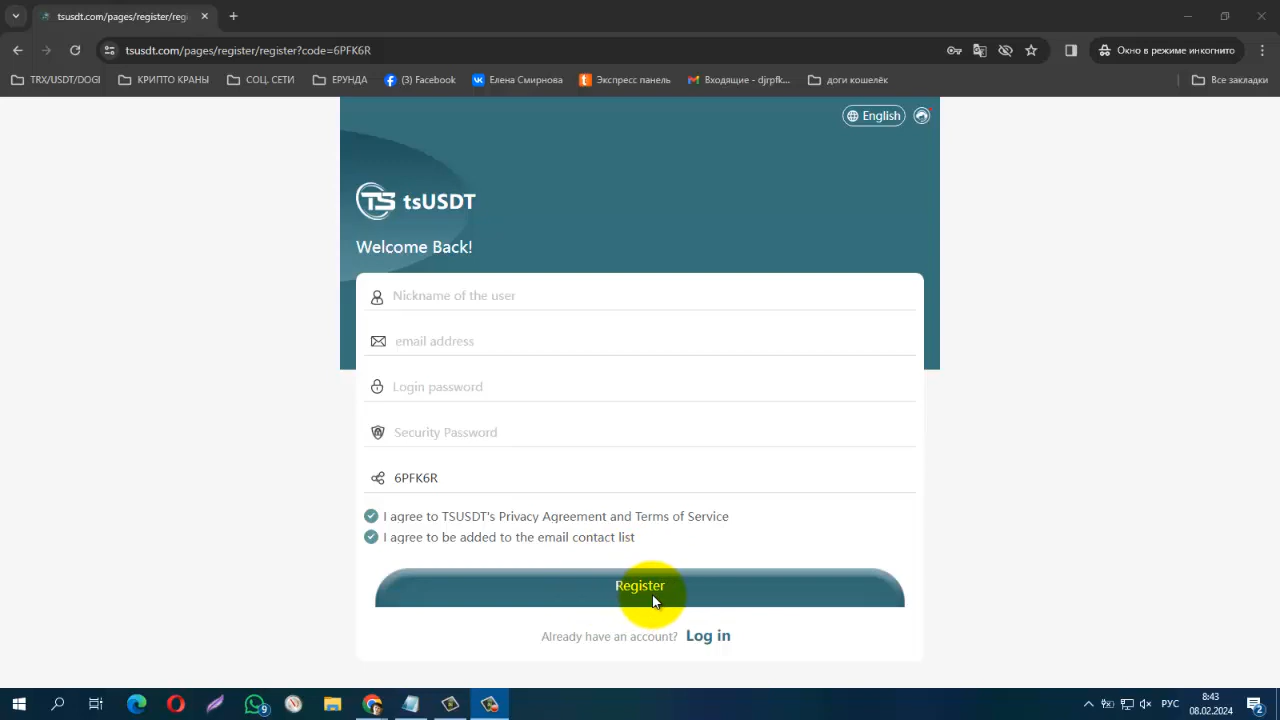 tsusdt.com/pages/register/reg
tsusdt.com/pages/register/register?code=6PFK6R
Окно в режиме инкогнито
TRX/USDT/DOGI
КРИПТО КРАНЫ
СОЦ. СЕТИ
ЕРУНДА
(3) Facebook
Елена Смирнова
Экспресс панель
Входящие - djrpfk...
доги кошелёк
Все закладки
English
TS tsUSDT
Welcome Back!
Nickname of the user
email address
Login password
Security Password
6PFK6R
I agree to TSUSDT's Privacy Agreement and Terms of Service
I agree to be added to the email contact list
Register
Already have an account? Log in
9
РУС
8:43
08.02.2024
2